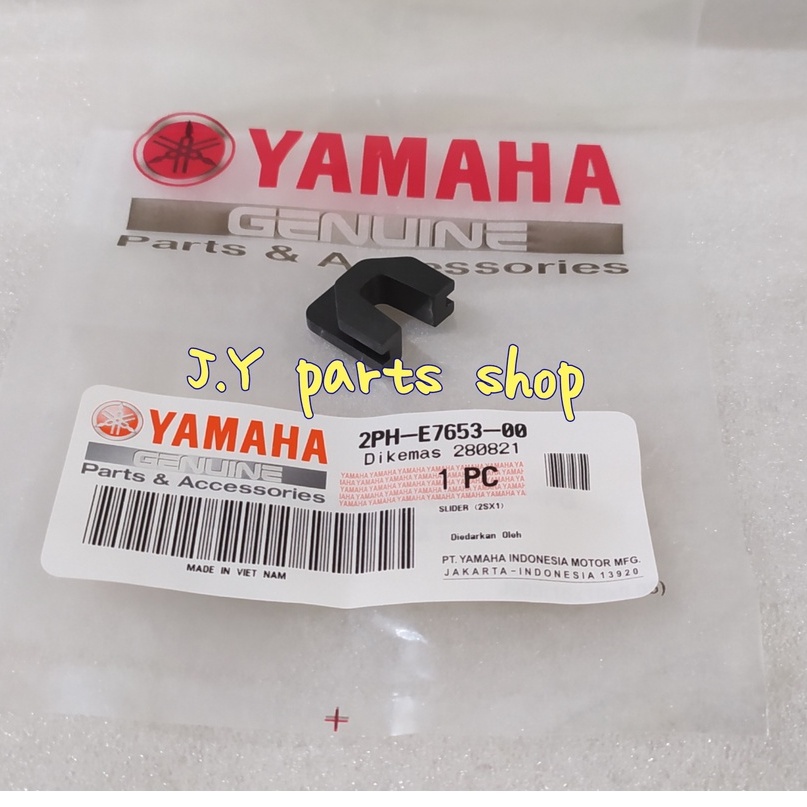 YAMAHA
GENUINE
Parts & Accessories
J.Y parts shop
YAMAHA
GENUINE
Parts & Accessories
MADE IN VIET NAM
2PH-E7653-00
Dikemas 280821
1 PC
SLIDER (2SX1)
Diedarkan Oleh
PT. YAMAHA INDONESIA MOTOR MFG.
JAKARTA-INDONESIA 13920